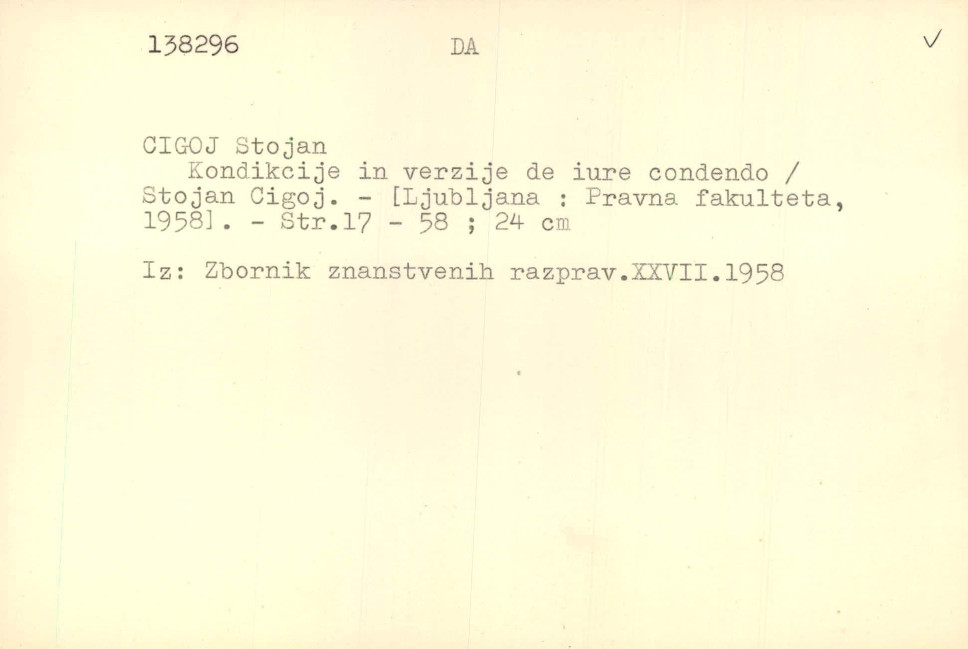 138296 DA ✓
CIGOJ Stojan
Kondikcije in verzije de iure condendo /
Stojan Cigoj. - [Ljubljana : Pravna fakulteta,
1958]. - Str.17 - 58 ; 24 cm
Iz: Zbornik znanstvenih razprav.XXVII.1958